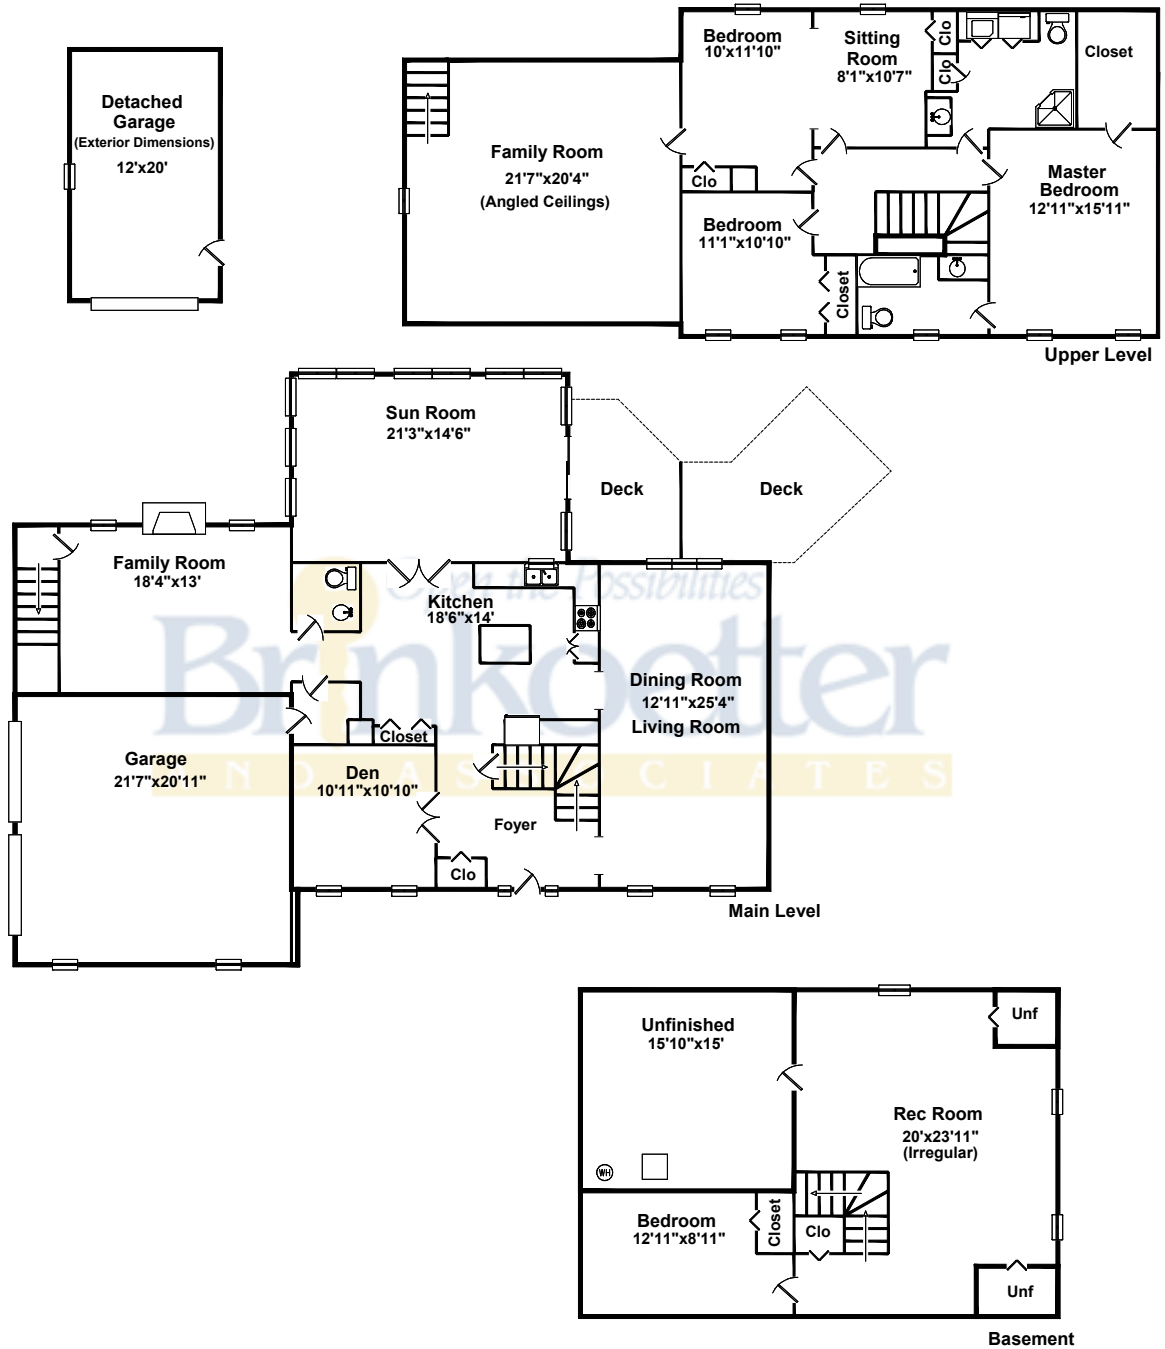 Detached
Garage
(Exterior Dimensions)
12'x20'
Family Room
21'7"x20'4"
(Angled Ceilings)
Bedroom
10'x11'10"
Sitting
Room
8'1"x10'7"
Clo
Clo
Closet
Clo
Bedroom
11'1"x10'10"
Closet
Master
Bedroom
12'11"x15'11"
Upper Level
Sun Room
21'3"x14'6"
Deck
Deck
Family Room
18'4"x13'
Open the Possibilities
Kitchen
18'6"x14'
Brinkoetter
Dining Room
12'11"x25'4"
Living Room
Garage
21'7"x20'11"
Closet
Den
10'11"x10'10"
Foyer
Clo
Main Level
Unfinished
15'10"x15'
WH
Unf
Rec Room
20'x23'11"
(Irregular)
Bedroom
12'11"x8'11"
Closet
Clo
Unf
Basement